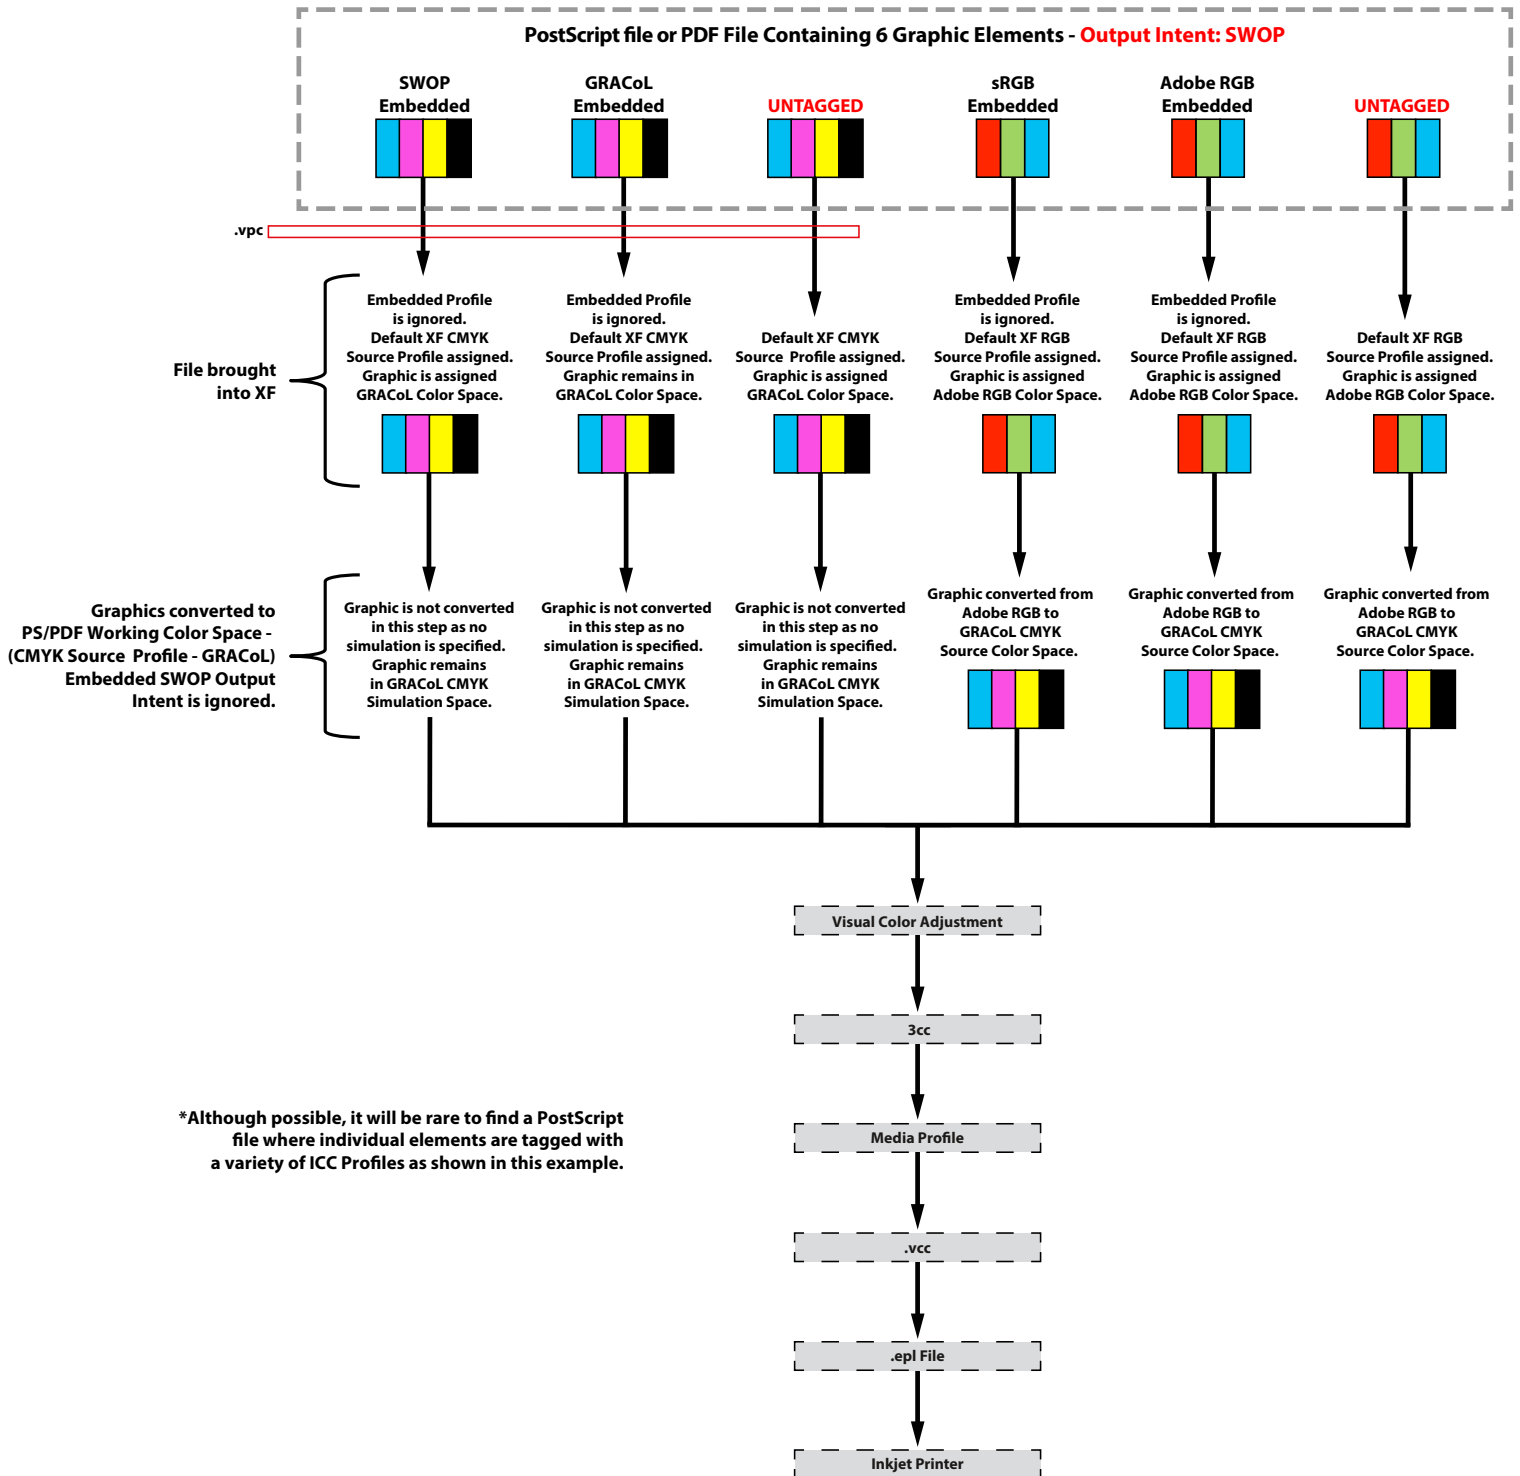 PostScript file or PDF File Containing 6 Graphic Elements - Output Intent: SWOP
SWOP
Embedded
GRACoL
Embedded
UNTAGGED
sRGB
Embedded
Adobe RGB
Embedded
UNTAGGED
.vpc
File brought
into XF
Embedded Profile
is ignored.
Default XF CMYK
Source Profile assigned.
Graphic is assigned
GRACoL Color Space.
Embedded Profile
is ignored.
Default XF CMYK
Source Profile assigned.
Graphic remains in
GRACoL Color Space.
Default XF CMYK
Source Profile assigned.
Graphic is assigned
GRACoL Color Space.
Embedded Profile
is ignored.
Default XF RGB
Source Profile assigned.
Graphic is assigned
Adobe RGB Color Space.
Embedded Profile
is ignored.
Default XF RGB
Source Profile assigned.
Graphic is assigned
Adobe RGB Color Space.
Default XF RGB
Source Profile assigned.
Graphic is assigned
Adobe RGB Color Space.
Graphics converted to
PS/PDF Working Color Space -
(CMYK Source Profile - GRACoL)
Embedded SWOP Output
Intent is ignored.
Graphic is not converted
in this step as no
simulation is specified.
Graphic remains
in GRACoL CMYK
Simulation Space.
Graphic is not converted
in this step as no
simulation is specified.
Graphic remains
in GRACoL CMYK
Simulation Space.
Graphic is not converted
in this step as no
simulation is specified.
Graphic remains
in GRACoL CMYK
Simulation Space.
Graphic converted from
Adobe RGB to
GRACoL CMYK
Source Color Space.
Graphic converted from
Adobe RGB to
GRACoL CMYK
Source Color Space.
Graphic converted from
Adobe RGB to
GRACoL CMYK
Source Color Space.
Visual Color Adjustment
3cc
*Although possible, it will be rare to find a PostScript
file where individual elements are tagged with
a variety of ICC Profiles as shown in this example.
Media Profile
.vcc
.epl File
Inkjet Printer